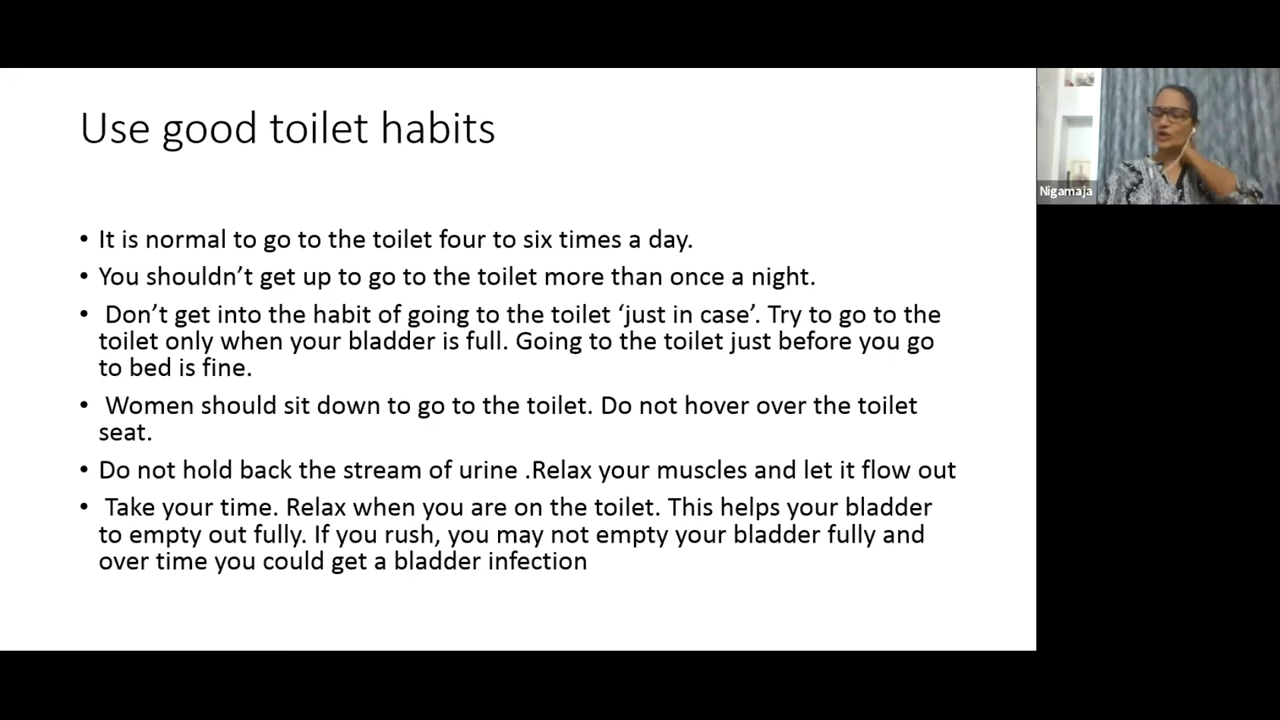 Use good toilet habits
• It is normal to go to the toilet four to six times a day.
• You shouldn’t get up to go to the toilet more than once a night.
• Don’t get into the habit of going to the toilet ‘just in case’. Try to go to the
toilet only when your bladder is full. Going to the toilet just before you go
to bed is fine.
• Women should sit down to go to the toilet. Do not hover over the toilet
seat.
• Do not hold back the stream of urine .Relax your muscles and let it flow out
• Take your time. Relax when you are on the toilet. This helps your bladder
to empty out fully. If you rush, you may not empty your bladder fully and
over time you could get a bladder infection
Nigamaja